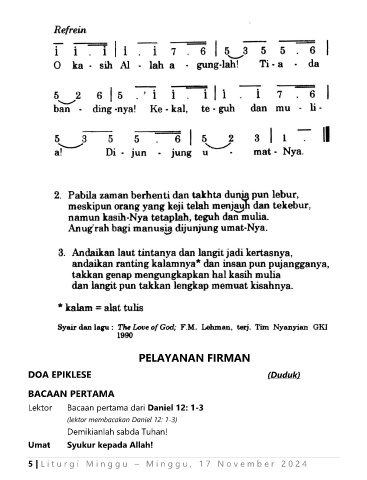 Refrein
1 1 . 1 | 1 . 1 7 . 6 | 5 3 5 5 . 6 |
O ka - sih Al - lah a - gung-lah! Ti - a - da
5 2 6 | 5 . ' 1 1 . 1 | 1 . 1 7 . 6 |
ban - ding -nya! Ke - kal, te - guh dan mu - li -
5 3 5 5 . 6 | 5 2 3 | 1 . ||
a! Di - jun - jung u - mat - Nya.
2. Pabila zaman berhenti dan takhta dunia pun lebur,
meskipun orang yang keji telah menjauh dan tekebur,
namun kasih-Nya tetaplah, teguh dan mulia.
Anug'rah bagi manusia dijunjung umat-Nya.
3. Andaikan laut tintanya dan langit jadi kertasnya,
andaikan ranting kalamnya* dan insan pun pujangganya,
takkan genap mengungkapkan hal kasih mulia
dan langit pun takkan lengkap memuat kisahnya.
* kalam = alat tulis
Syair dan lagu : The Love of God; F.M. Lehman, terj. Tim Nyanyian GKI
1990
PELAYANAN FIRMAN
DOA EPIKLESE (Duduk)
BACAAN PERTAMA
Lektor Bacaan pertama dari Daniel 12: 1-3
(lektor membacakan Daniel 12: 1-3)
Demikianlah sabda Tuhan!
Umat Syukur kepada Allah!
5 | Liturgi Minggu – Minggu, 17 November 2024